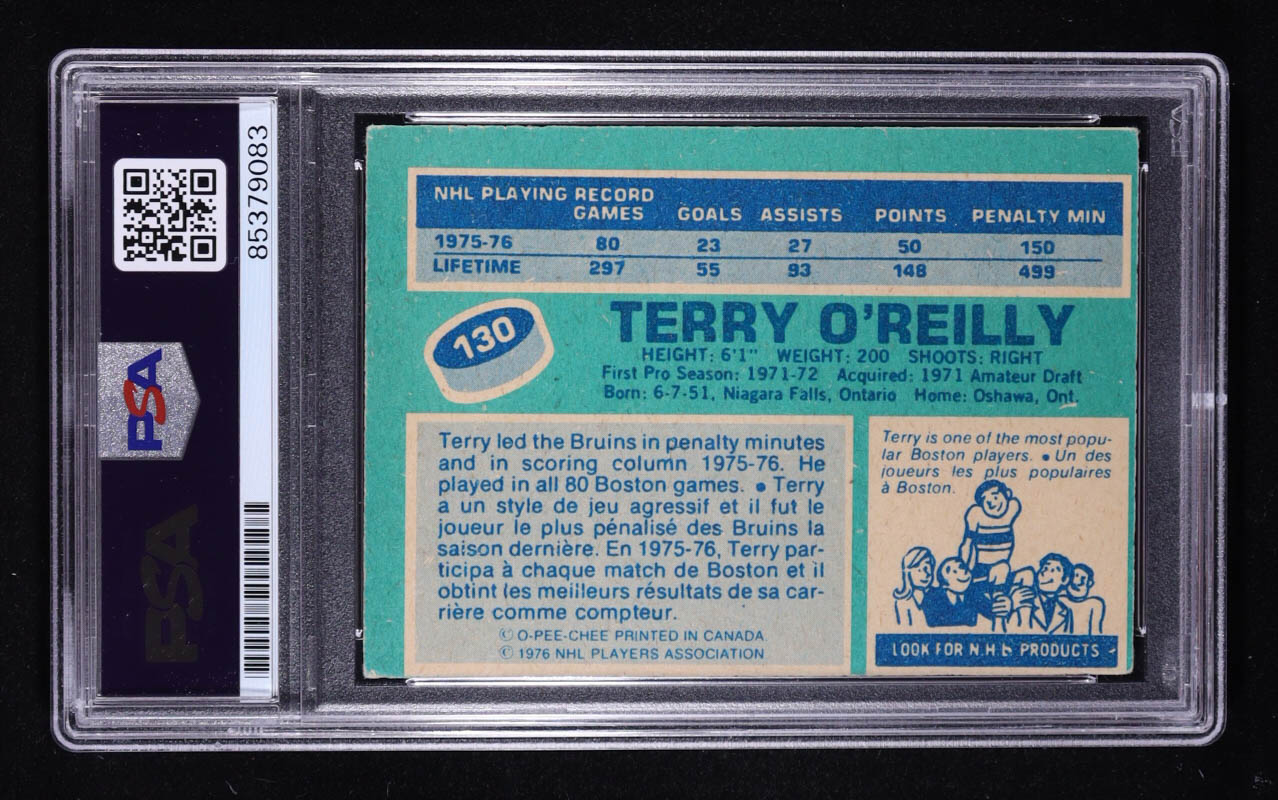 85379083
PSA
PSA
NHL PLAYING RECORD
GAMES GOALS ASSISTS POINTS PENALTY MIN
1975-76 80 23 27 50 150
LIFETIME 297 55 93 148 499
130
TERRY O'REILLY
HEIGHT: 6'1" WEIGHT: 200 SHOOTS: RIGHT
First Pro Season: 1971-72 Acquired: 1971 Amateur Draft
Born: 6-7-51, Niagara Falls, Ontario Home: Oshawa, Ont.
Terry led the Bruins in penalty minutes
and in scoring column 1975-76. He
played in all 80 Boston games. • Terry
a un style de jeu agressif et il fut le
joueur le plus pénalisé des Bruins la
saison dernière. En 1975-76, Terry par-
ticipa à chaque match de Boston et il
obtint les meilleurs résultats de sa car-
rière comme compteur.
© O-PEE-CHEE PRINTED IN CANADA.
© 1976 NHL PLAYERS ASSOCIATION
Terry is one of the most popu-
lar Boston players. • Un des
joueurs les plus populaires
à Boston.
LOOK FOR N.H.L. PRODUCTS